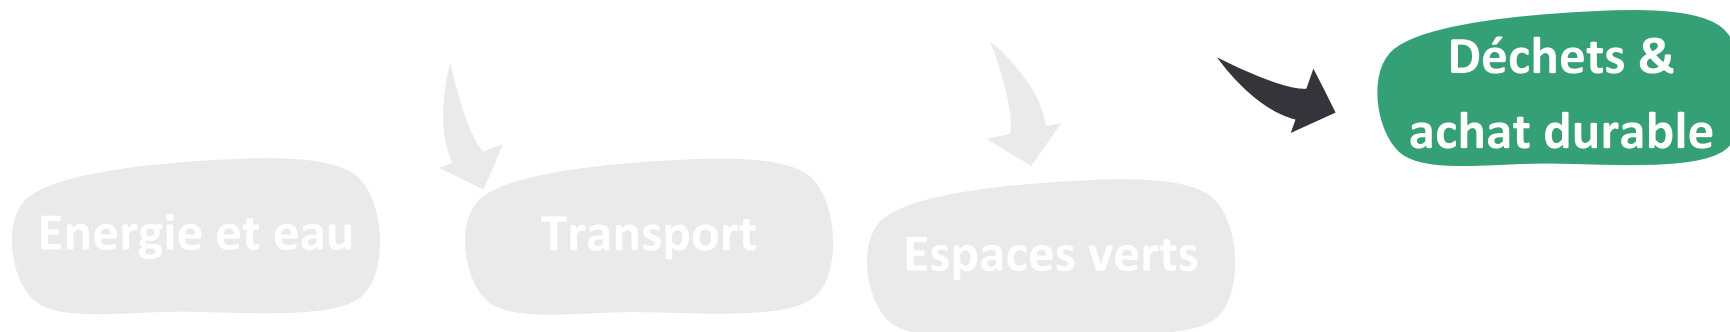 Déchets &
achat durable
Energie et eau
Transport
Espaces verts